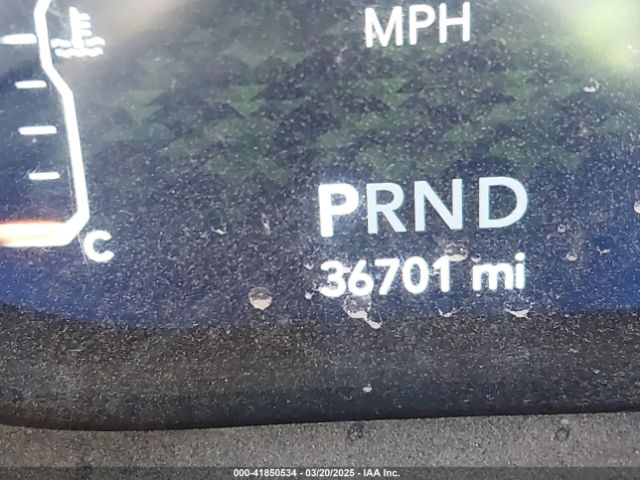 MPH
PRND
C
36701 mi
000-41850534 - 03/20/2025 - IAA Inc.